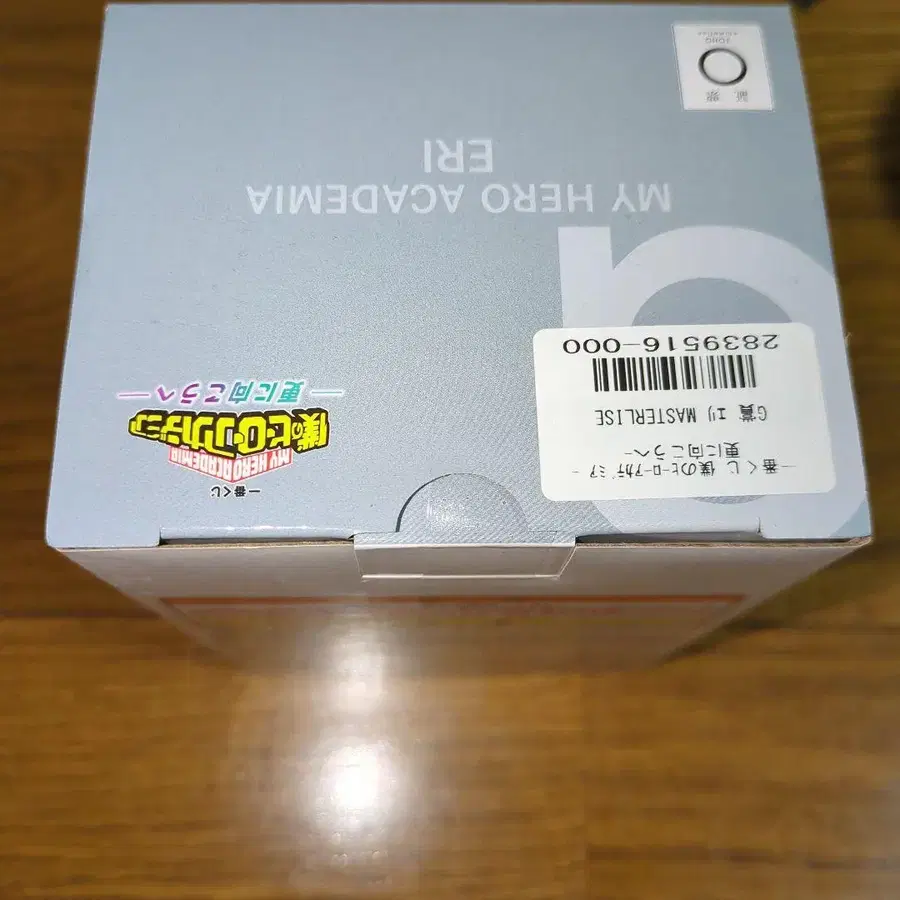 MY HERO ACADEMIA
ERI
一番くじ 僕のﾋｰﾛｰｱｶﾃﾞﾐｱ -
更に向こうへ-
G賞 エリ MASTERLISE
2839516-000
一番くじ
MY HERO ACADEMIA
僕のヒーローアカデミア
更に向こうへ